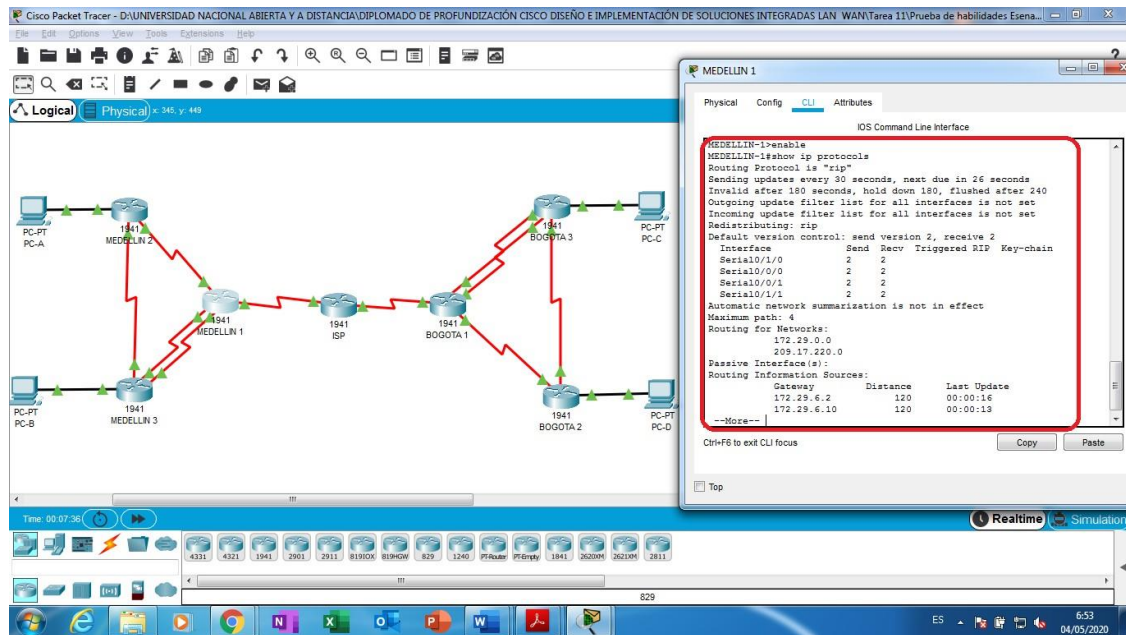 Cisco Packet Tracer - D:\UNIVERSIDAD NACIONAL ABIERTA Y A DISTANCIA\DIPLOMADO DE PROFUNDIZACIÓN CISCO DISEÑO E IMPLEMENTACIÓN DE SOLUCIONES INTEGRADAS LAN WAN\Tarea 11\Prueba de habilidades Esena...
File Edit Options View Tools Extensions Help
Logical Physical x: 345, y: 449
PC-PT
PC-A
1941
MEDELLIN 2
1941
MEDELLIN 1
1941
ISP
1941
BOGOTA 1
1941
BOGOTA 3
PC-PT
PC-C
PC-PT
PC-B
1941
MEDELLIN 3
1941
BOGOTA 2
PC-PT
PC-D
MEDELLIN 1
Physical Config CLI Attributes
IOS Command Line Interface
MEDELLIN-1>enable
MEDELLIN-1#show ip protocols
Routing Protocol is "rip"
Sending updates every 30 seconds, next due in 26 seconds
Invalid after 180 seconds, hold down 180, flushed after 240
Outgoing update filter list for all interfaces is not set
Incoming update filter list for all interfaces is not set
Redistributing: rip
Default version control: send version 2, receive 2
Interface Send Recv Triggered RIP Key-chain
Serial0/1/0 2 2
Serial0/0/0 2 2
Serial0/0/1 2 2
Serial0/1/1 2 2
Automatic network summarization is not in effect
Maximum path: 4
Routing for Networks:
172.29.0.0
209.17.220.0
Passive Interface(s):
Routing Information Sources:
Gateway Distance Last Update
172.29.6.2 120 00:00:16
172.29.6.10 120 00:00:13
--More--
Ctrl+F6 to exit CLI focus
Copy Paste
Top
Time: 00:07:36
Realtime Simulation
4331 4321 1941 2901 2911 819IOX 819HGW 829 1240 PT-Router PT-Empty 1841 2620XM 2621XM 2811
829
ES
6:53
04/05/2020